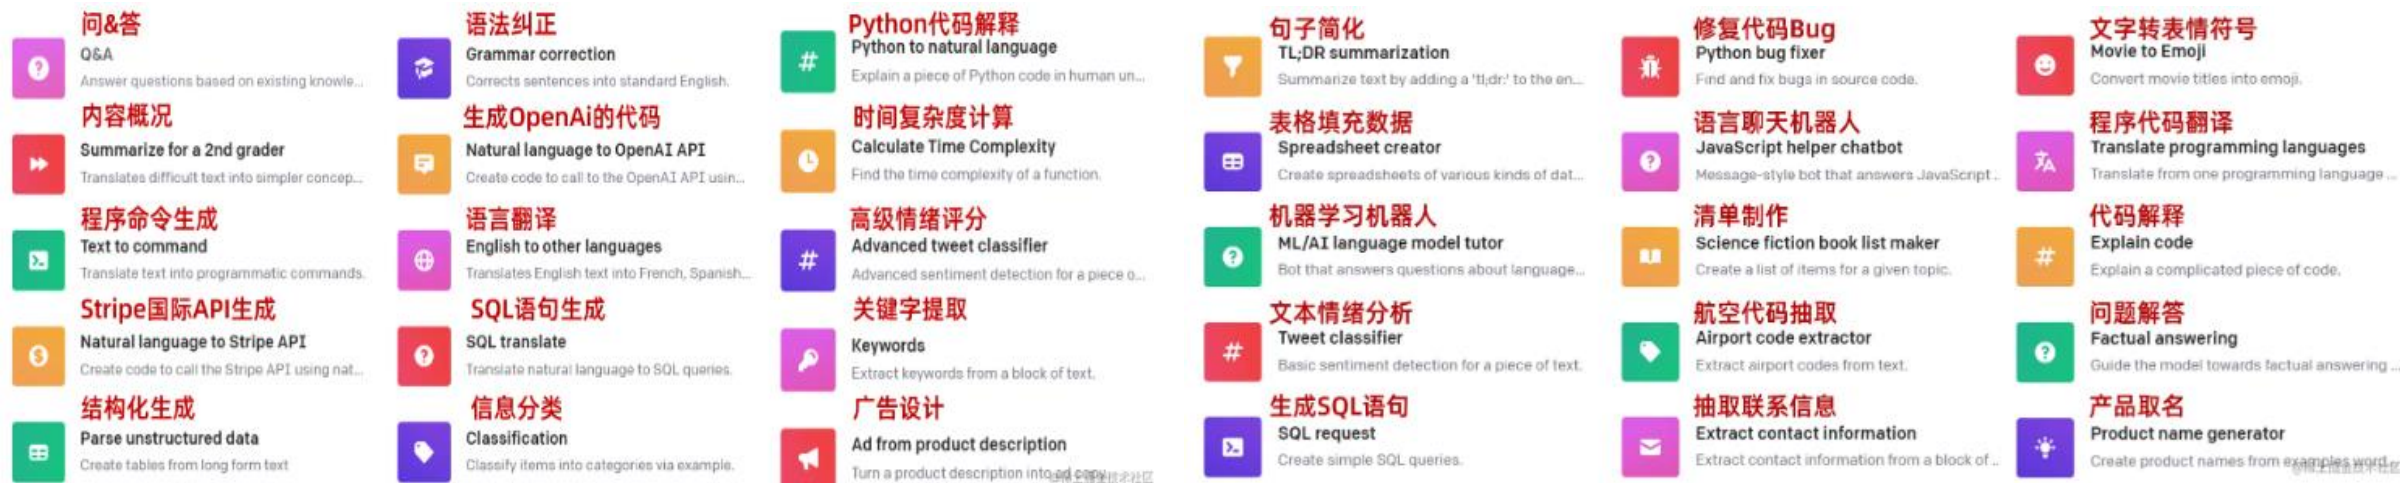 问&答
Q&A
Answer questions based on existing knowle...
内容概况
Summarize for a 2nd grader
Translates difficult text into simpler concep...
程序命令生成
Text to command
Translate text into programmatic commands.
Stripe国际API生成
Natural language to Stripe API
Create code to call the Stripe API using nat...
结构化生成
Parse unstructured data
Create tables from long form text
语法纠正
Grammar correction
Corrects sentences into standard English.
生成OpenAi的代码
Natural language to OpenAI API
Create code to call to the OpenAI API usin...
语言翻译
English to other languages
Translates English text into French, Spanish...
SQL语句生成
SQL translate
Translate natural language to SQL queries.
信息分类
Classification
Classify items into categories via example.
Python代码解释
Python to natural language
Explain a piece of Python code in human un...
时间复杂度计算
Calculate Time Complexity
Find the time complexity of a function.
高级情绪评分
Advanced tweet classifier
Advanced sentiment detection for a piece o...
关键字提取
Keywords
Extract keywords from a block of text.
广告设计
Ad from product description
Turn a product description into ad copy.
@稀土掘金技术社区
句子简化
TL;DR summarization
Summarize text by adding a 'tl;dr:' to the en...
表格填充数据
Spreadsheet creator
Create spreadsheets of various kinds of dat...
机器学习机器人
ML/AI language model tutor
Bot that answers questions about language...
文本情绪分析
Tweet classifier
Basic sentiment detection for a piece of text.
生成SQL语句
SQL request
Create simple SQL queries.
修复代码Bug
Python bug fixer
Find and fix bugs in source code.
语言聊天机器人
JavaScript helper chatbot
Message-style bot that answers JavaScript ...
清单制作
Science fiction book list maker
Create a list of items for a given topic.
航空代码抽取
Airport code extractor
Extract airport codes from text.
抽取联系信息
Extract contact information
Extract contact information from a block of ...
文字转表情符号
Movie to Emoji
Convert movie titles into emoji.
程序代码翻译
Translate programming languages
Translate from one programming language ...
代码解释
Explain code
Explain a complicated piece of code.
问题解答
Factual answering
Guide the model towards factual answering ...
产品取名
Product name generator
Create product names from examples word...
@稀土掘金技术社区